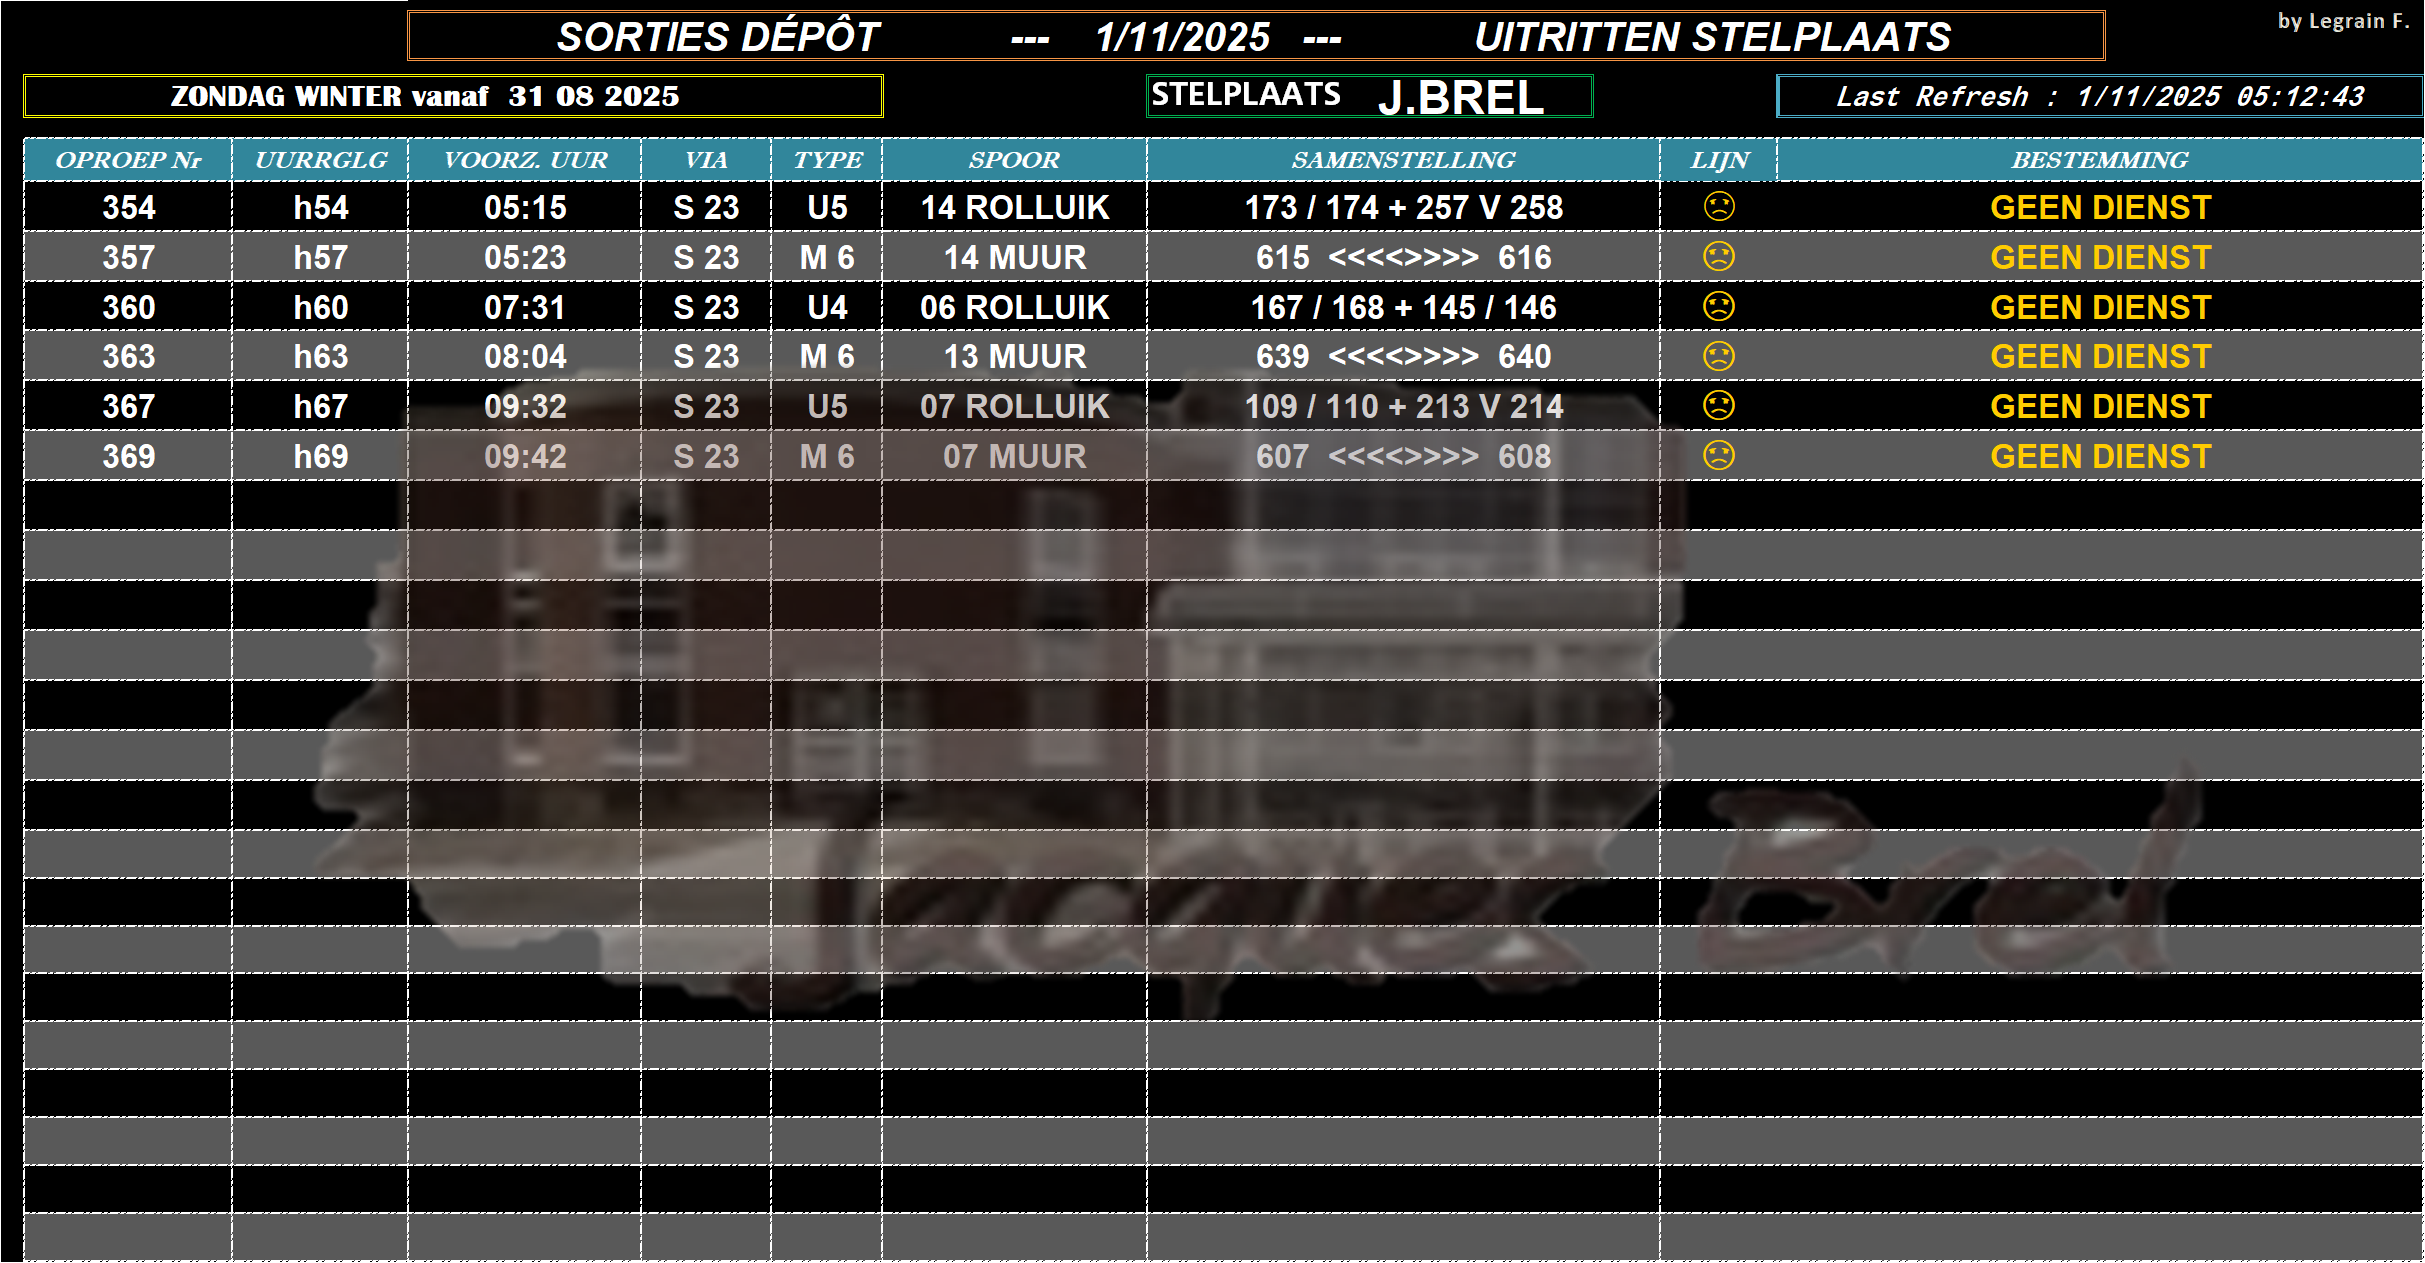 SORTIES DÉPÔT --- 1/11/2025 --- UITRITTEN STELPLAATS
by Legrain F.
ZONDAG WINTER vanaf 31 08 2025
STELPLAATS J.BREL
Last Refresh : 1/11/2025 05:12:43
OPROEP Nr UURRGLG VOORZ. UUR VIA TYPE SPOOR SAMENSTELLING LIJN BESTEMMING
354 h54 05:15 S 23 U5 14 ROLLUIK 173 / 174 + 257 V 258 ☹ GEEN DIENST
357 h57 05:23 S 23 M 6 14 MUUR 615 <<<<>>>> 616 ☹ GEEN DIENST
360 h60 07:31 S 23 U4 06 ROLLUIK 167 / 168 + 145 / 146 ☹ GEEN DIENST
363 h63 08:04 S 23 M 6 13 MUUR 639 <<<<>>>> 640 ☹ GEEN DIENST
367 h67 09:32 S 23 U5 07 ROLLUIK 109 / 110 + 213 V 214 ☹ GEEN DIENST
369 h69 09:42 S 23 M 6 07 MUUR 607 <<<<>>>> 608 ☹ GEEN DIENST
Jacques Brel